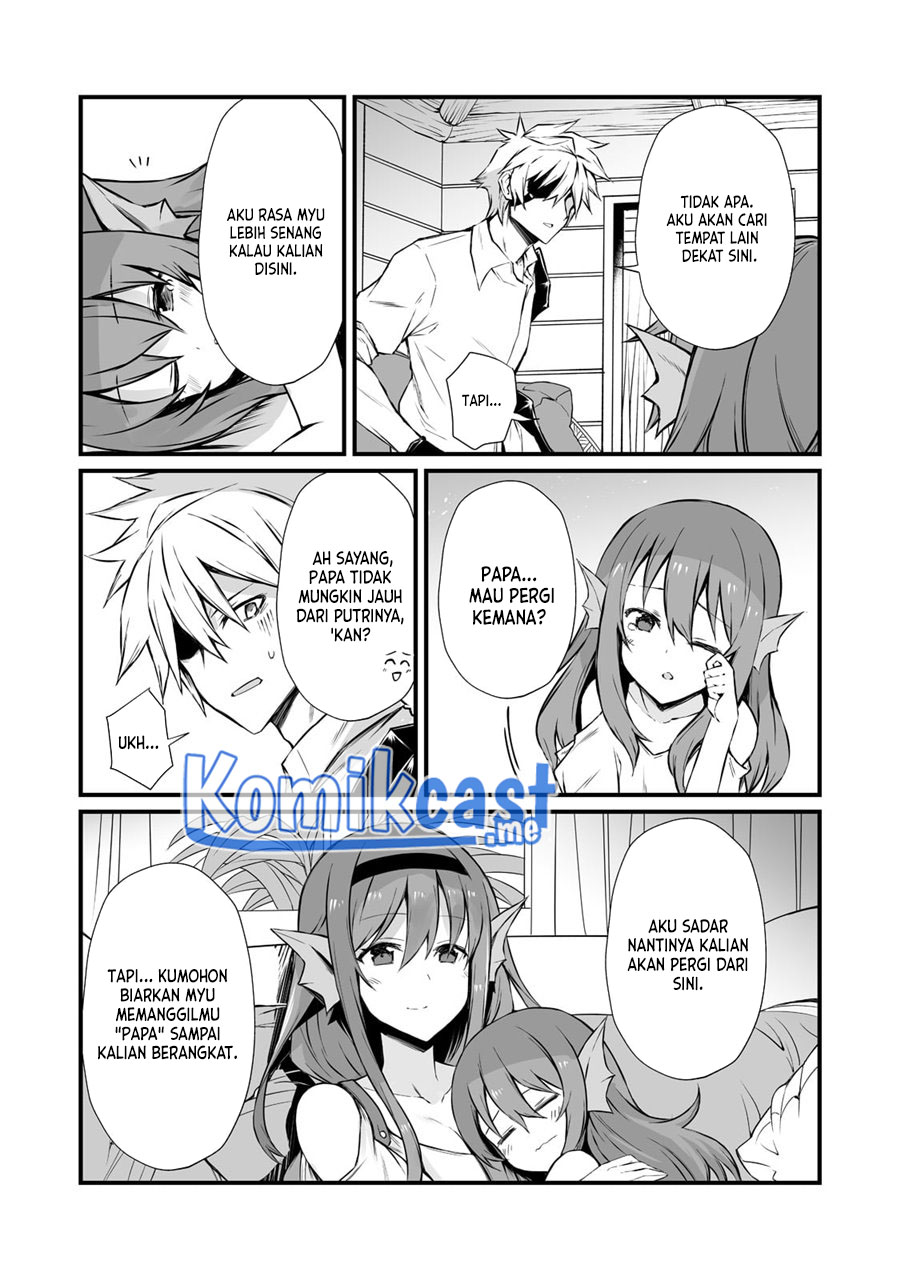 TIDAK APA.
AKU AKAN CARI
TEMPAT LAIN
DEKAT SINI.
TAPI...
AKU RASA MYU
LEBIH SENANG
KALAU KALIAN
DISINI.
PAPA...
MAU PERGI
KEMANA?
AH SAYANG,
PAPA TIDAK
MUNGKIN JAUH
DARI PUTRINYA,
'KAN?
UKH...
Komikcast
.me
AKU SADAR
NANTINYA KALIAN
AKAN PERGI DARI
SINI.
TAPI... KUMOHON
BIARKAN MYU
MEMANGGILMU
"PAPA" SAMPAI
KALIAN BERANGKAT.